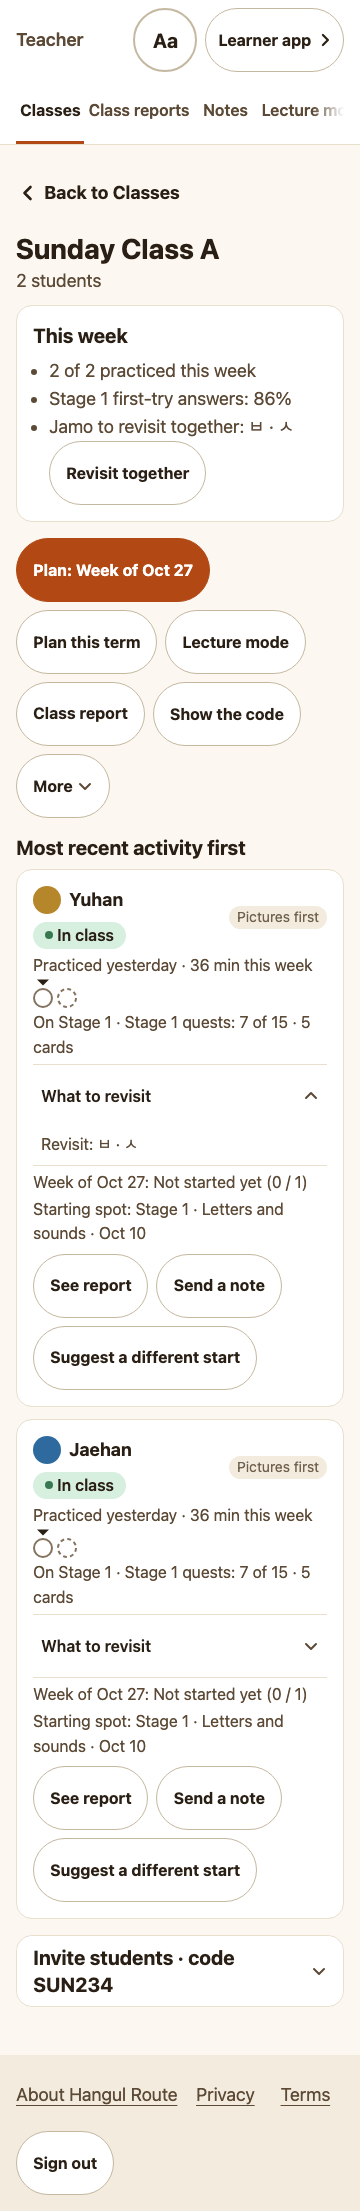 Teacher
Aa
Learner app
Classes Class reports Notes Lecture
Back to Classes
Sunday Class A
2 students
This week
• 2 of 2 practiced this week
• Stage 1 first-try answers: 86%
• Jamo to revisit together: ㅂ · ㅅ
Revisit together
Plan: Week of Oct 27
Plan this term
Lecture mode
Class report
Show the code
More
Most recent activity first
Yuhan
Pictures first
In class
Practiced yesterday · 36 min this week
On Stage 1 · Stage 1 quests: 7 of 15 · 5
cards
What to revisit
Revisit: ㅂ · ㅅ
Week of Oct 27: Not started yet (0 / 1)
Starting spot: Stage 1 · Letters and
sounds · Oct 10
See report
Send a note
Suggest a different start
Jaehan
Pictures first
In class
Practiced yesterday · 36 min this week
On Stage 1 · Stage 1 quests: 7 of 15 · 5
cards
What to revisit
Week of Oct 27: Not started yet (0 / 1)
Starting spot: Stage 1 · Letters and
sounds · Oct 10
See report
Send a note
Suggest a different start
Invite students · code
SUN234
About Hangul Route Privacy Terms
Sign out